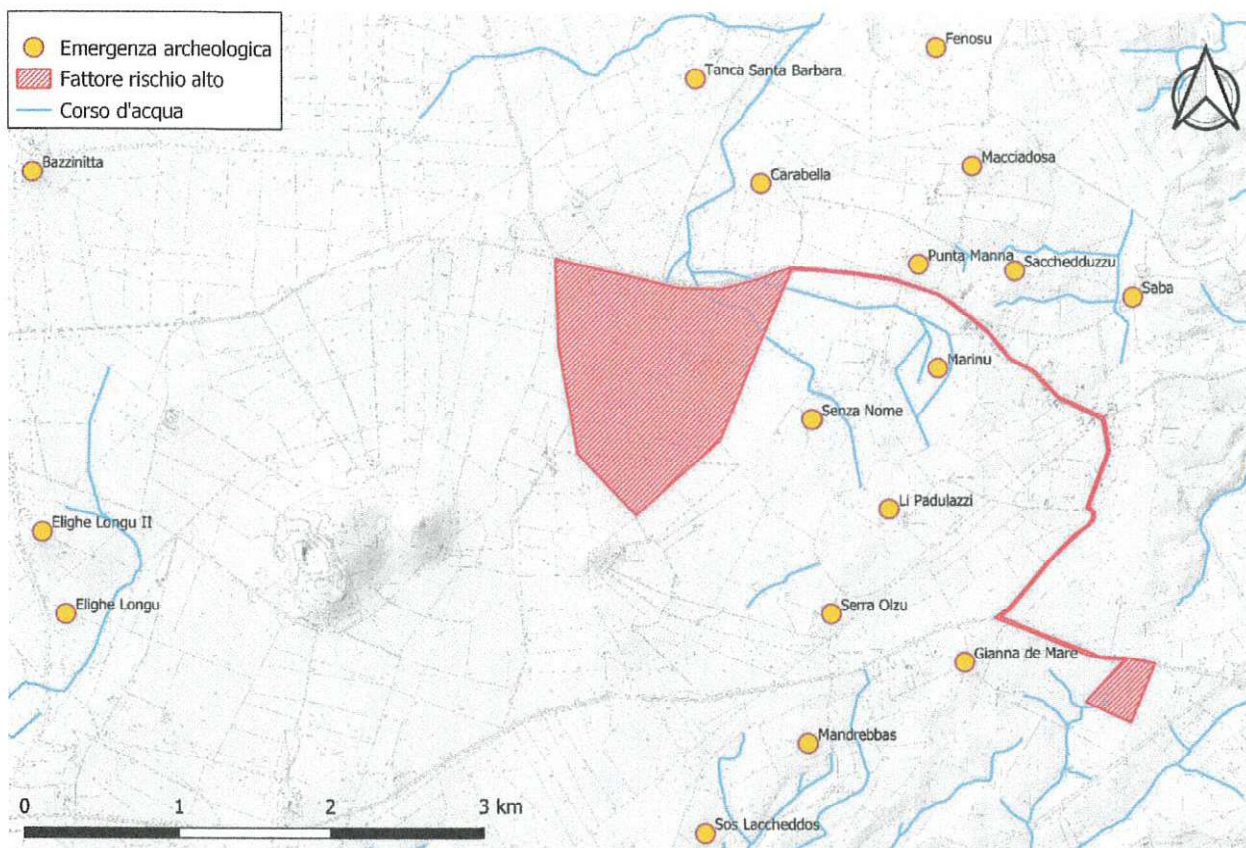 Emergenza archeologica
Fattore rischio alto
Corso d'acqua
Fenosu
Tanca Santa Barbara
Bazzinitta
Macciadosa
Carabella
Punta Manna
Sacchedduzzu
Saba
Marinu
Senza Nome
Li Padulazzi
Elighe Longu II
Elighe Longu
Serra Olzu
Gianna de Mare
Mandrebbas
Sos Laccheddos
0 1 2 3 km